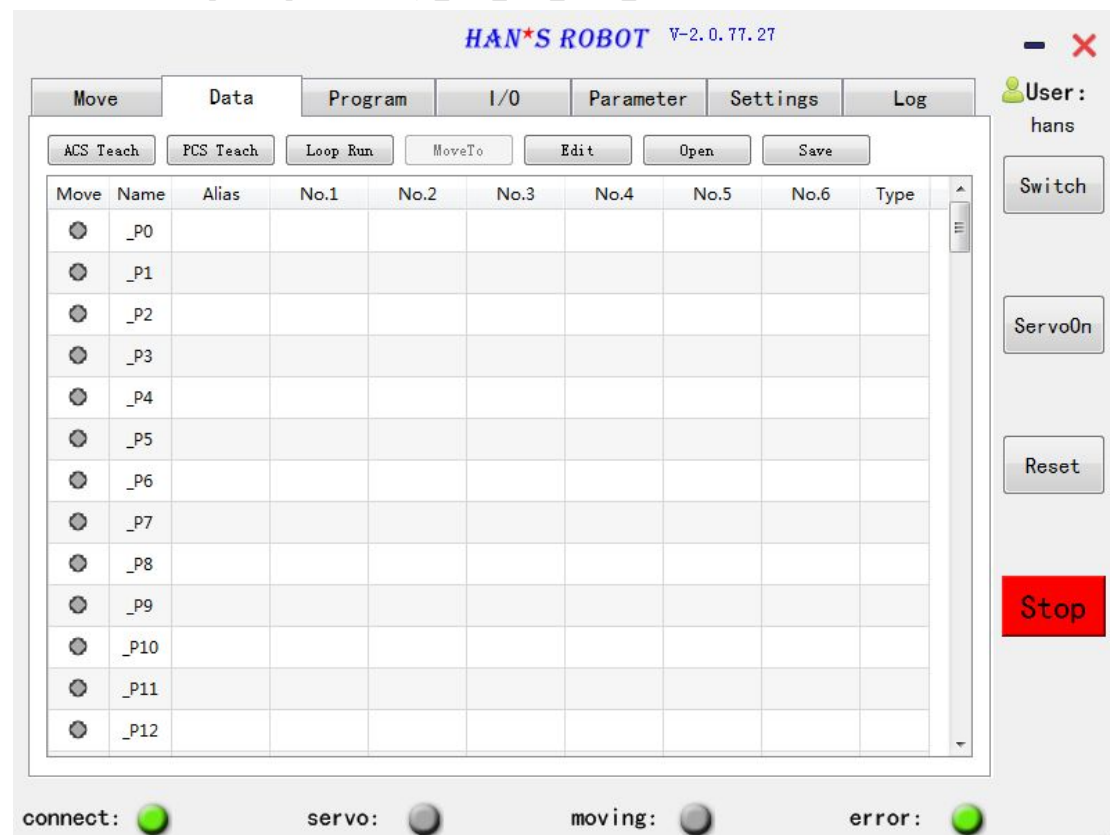 HAN*S ROBOT V-2.0.77.27
Move Data Program I/O Parameter Settings Log
User:
hans
ACS Teach PCS Teach Loop Run MoveTo Edit Open Save
Switch
Move Name Alias No.1 No.2 No.3 No.4 No.5 No.6 Type
_P0
_P1
_P2
ServoOn
_P3
_P4
_P5
Reset
_P6
_P7
_P8
_P9
Stop
_P10
_P11
_P12
connect: servo: moving: error: